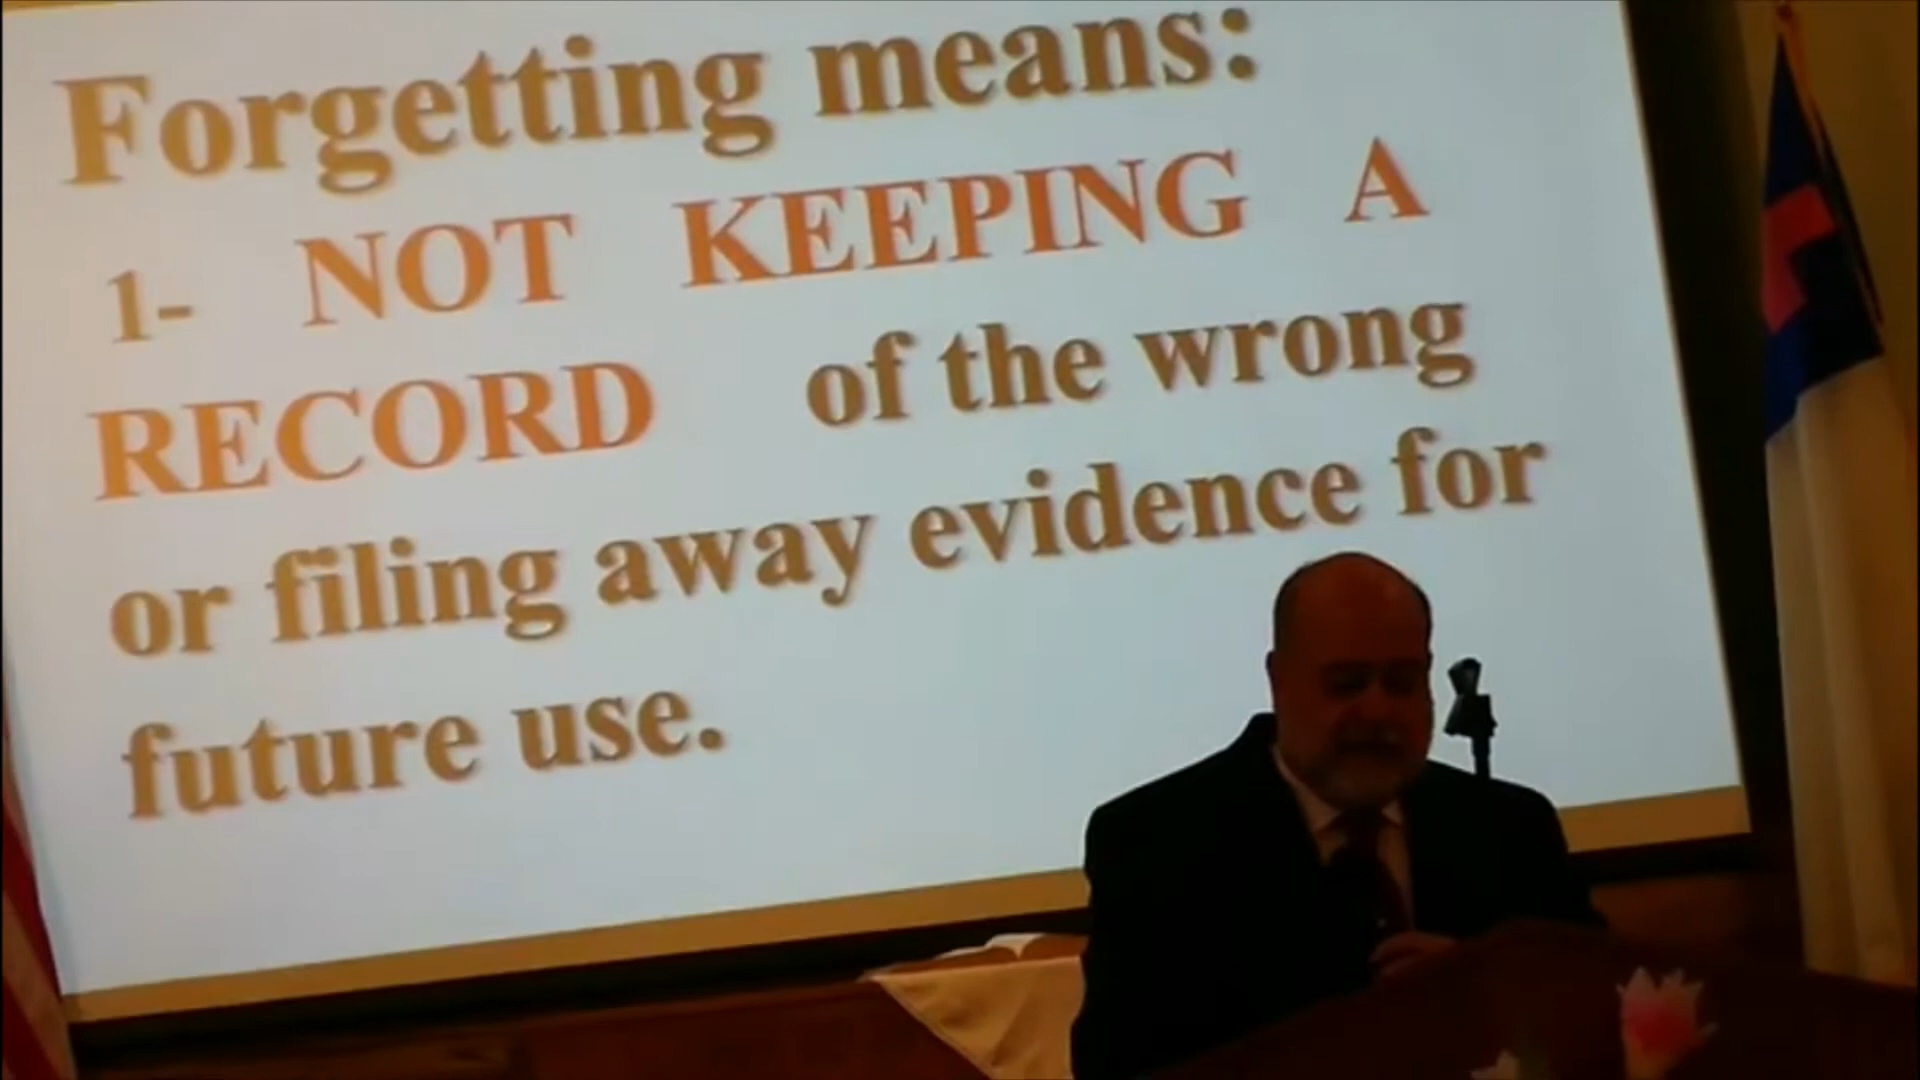 Forgetting means:
1- NOT KEEPING A
RECORD of the wrong
or filing away evidence for
future use.